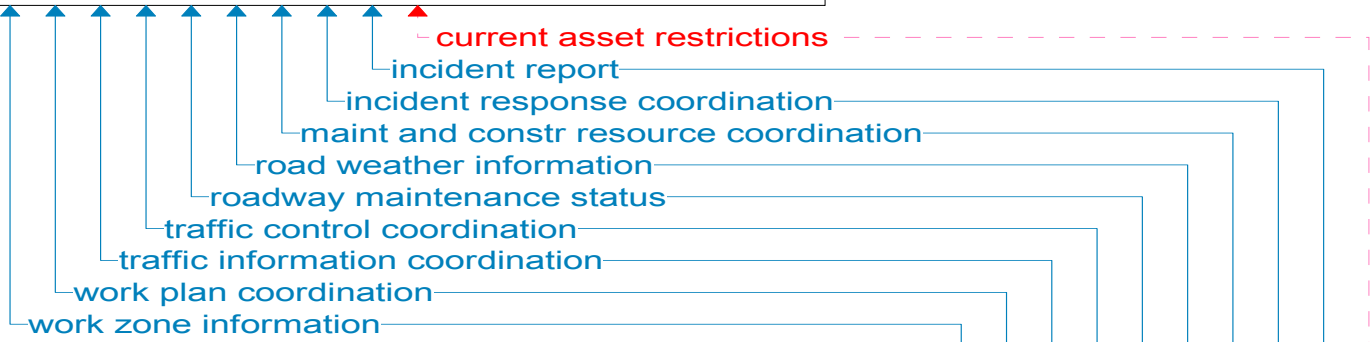 current asset restrictions
incident report
incident response coordination
maint and constr resource coordination
road weather information
roadway maintenance status
traffic control coordination
traffic information coordination
work plan coordination
work zone information